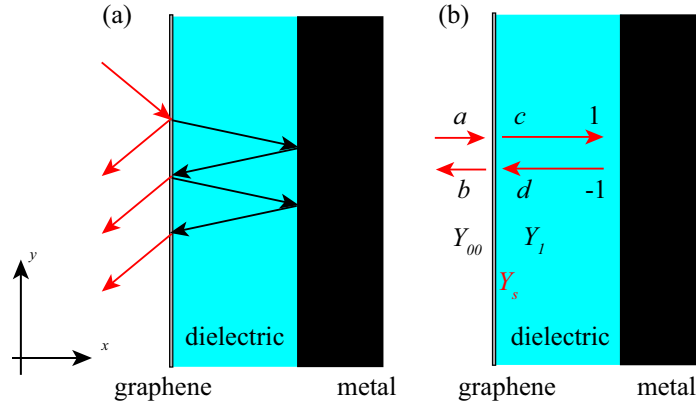 (a)
y
x
dielectric
graphene
metal
(b)
a
c
1
b
d
-1
Y₀₀
Y₁
Yₛ
dielectric
graphene
metal